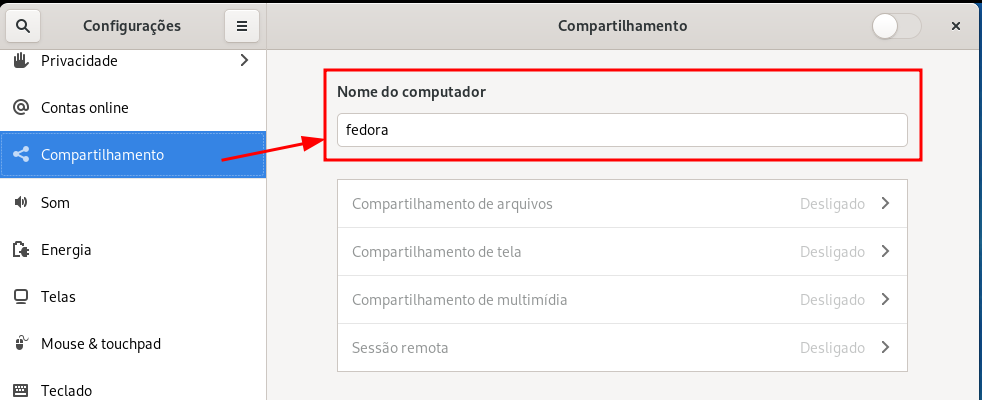 Configurações
Compartilhamento
Privacidade
Contas online
Compartilhamento
Som
Energia
Telas
Mouse & touchpad
Teclado
Nome do computador
fedora
Compartilhamento de arquivos Desligado
Compartilhamento de tela Desligado
Compartilhamento de multimídia Desligado
Sessão remota Desligado